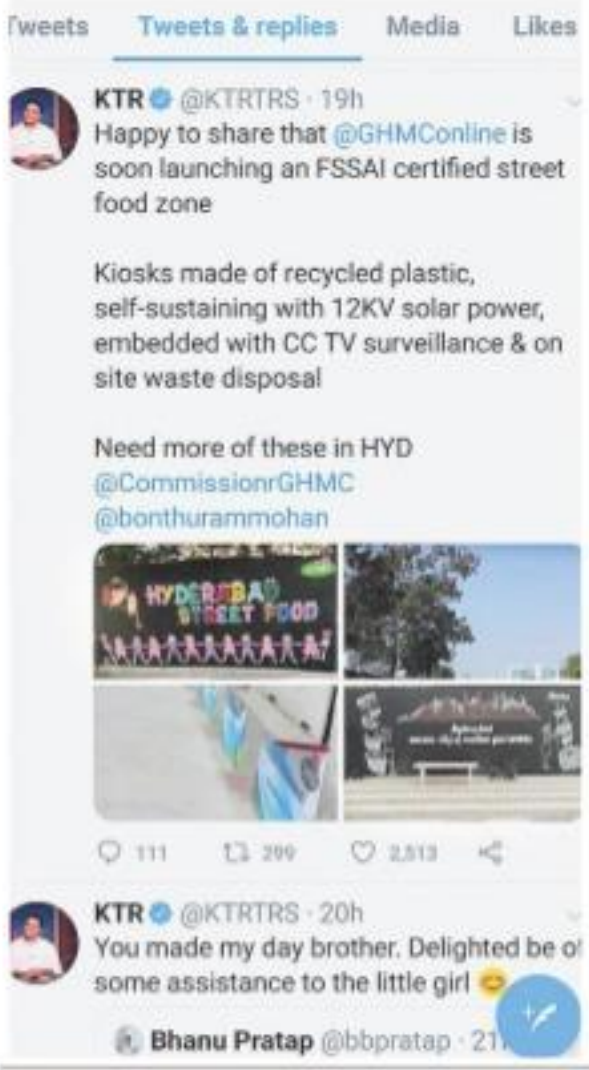 Tweets Tweets & replies Media Likes
KTR @KTRTRS · 19h
Happy to share that @GHMConline is
soon launching an FSSAI certified street
food zone
Kiosks made of recycled plastic,
self-sustaining with 12KV solar power,
embedded with CC TV surveillance & on
site waste disposal
Need more of these in HYD
@CommissionrGHMC
@bonthurammohan
HYDERABAD
STREET FOOD
111 299 2,513
KTR @KTRTRS · 20h
You made my day brother. Delighted be of
some assistance to the little girl 😊
Bhanu Pratap @bbpratap · 21